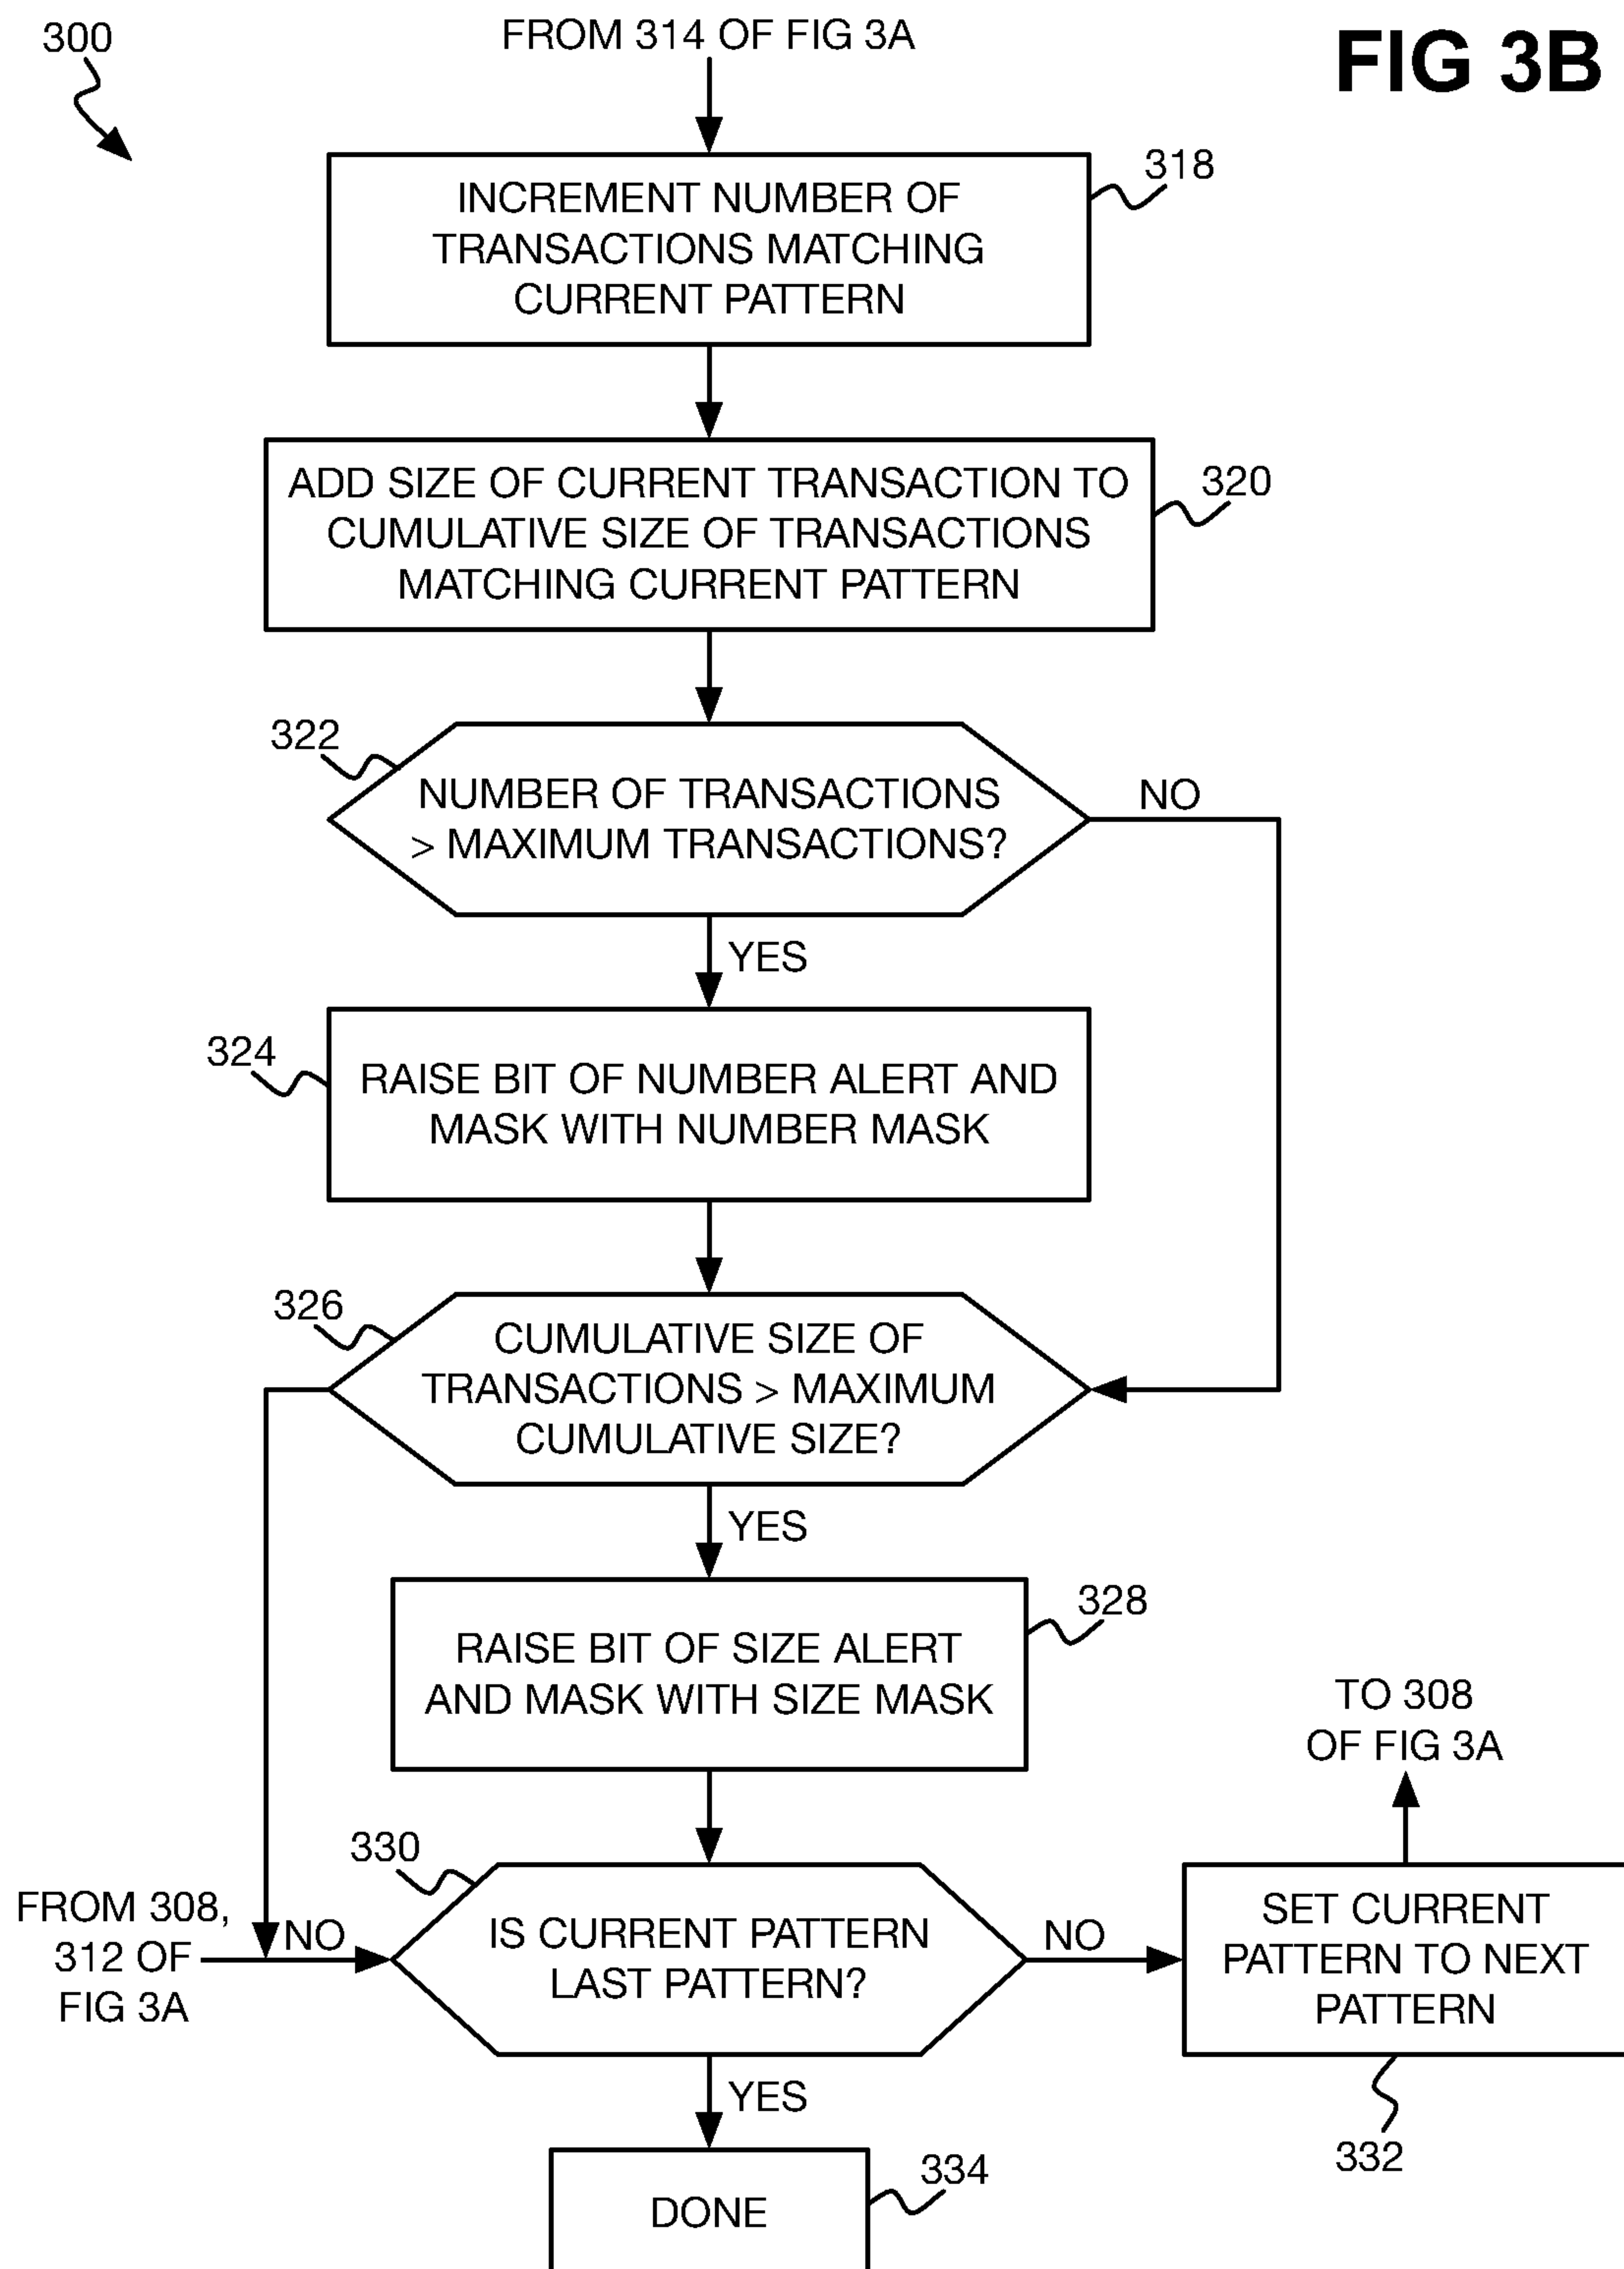 300
FROM 314 OF FIG 3A
FIG 3B
INCREMENT NUMBER OF
TRANSACTIONS MATCHING
CURRENT PATTERN
318
ADD SIZE OF CURRENT TRANSACTION TO
CUMULATIVE SIZE OF TRANSACTIONS
MATCHING CURRENT PATTERN
320
322
NUMBER OF TRANSACTIONS
> MAXIMUM TRANSACTIONS?
NO
YES
324
RAISE BIT OF NUMBER ALERT AND
MASK WITH NUMBER MASK
326
CUMULATIVE SIZE OF
TRANSACTIONS > MAXIMUM
CUMULATIVE SIZE?
YES
328
RAISE BIT OF SIZE ALERT
AND MASK WITH SIZE MASK
TO 308
OF FIG 3A
330
FROM 308,
312 OF
FIG 3A
NO
IS CURRENT PATTERN
LAST PATTERN?
NO
SET CURRENT
PATTERN TO NEXT
PATTERN
332
YES
DONE
334